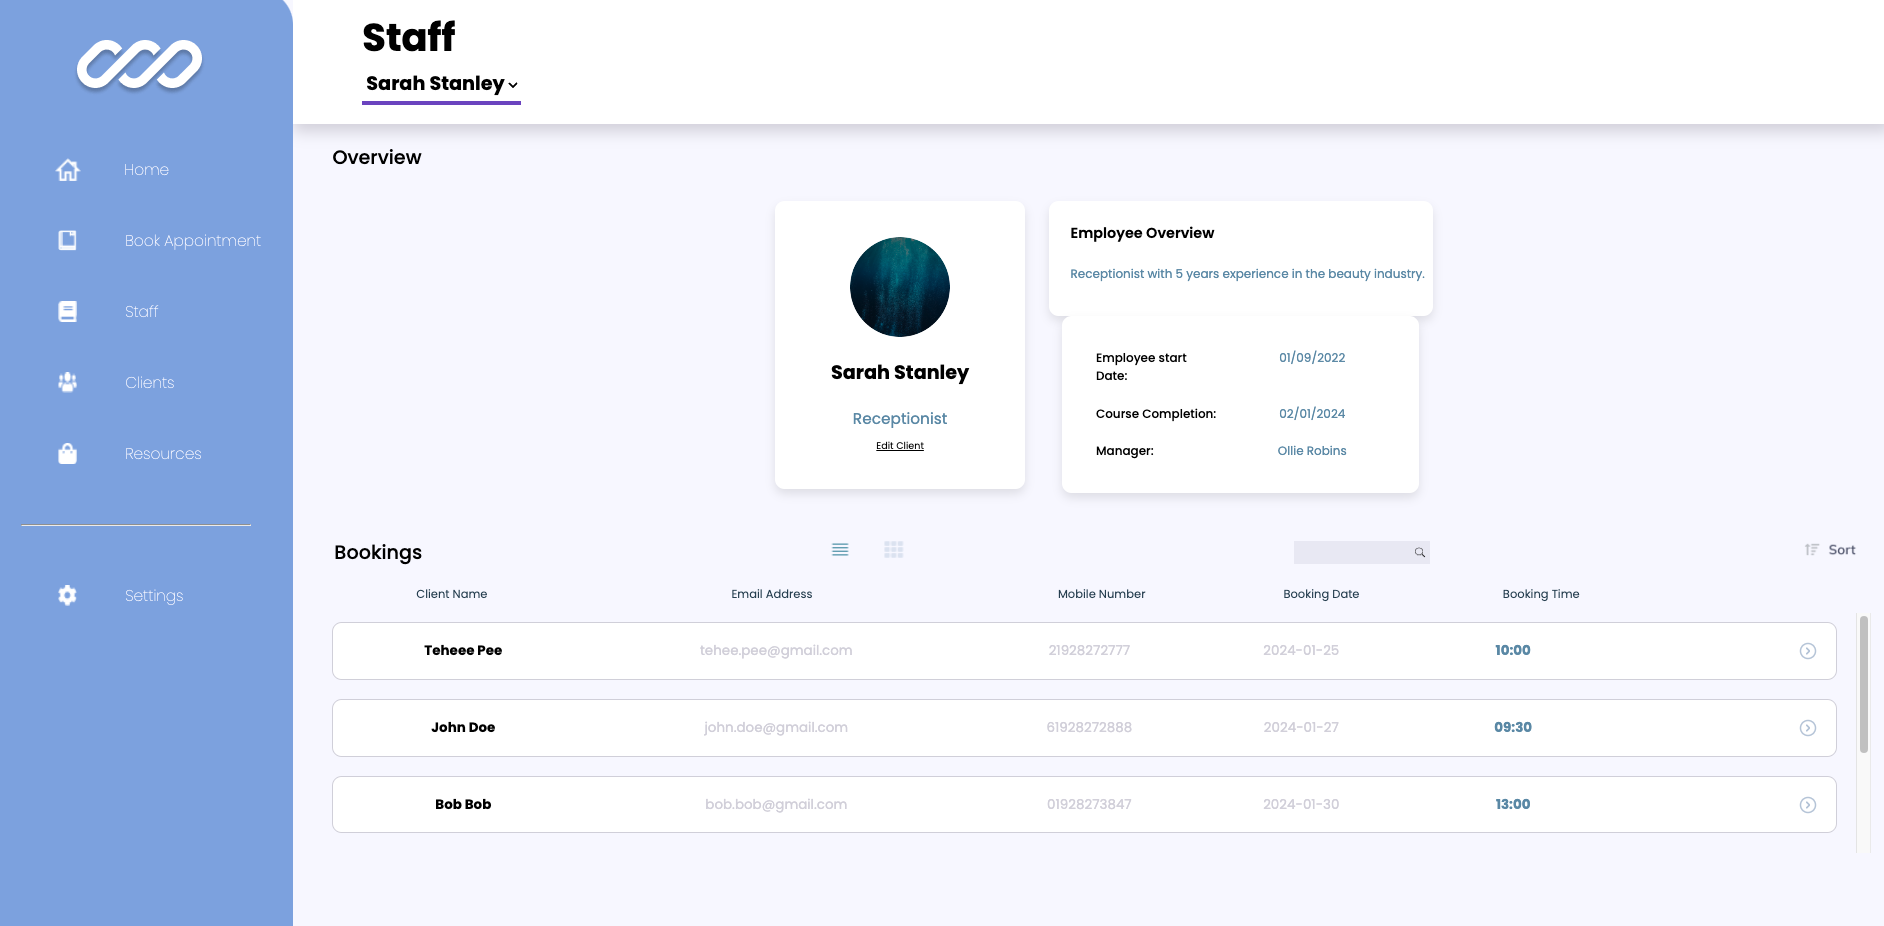 Staff
Sarah Stanley
Home
Book Appointment
Staff
Clients
Resources
Settings
Overview
Sarah Stanley
Receptionist
Edit Client
Employee Overview
Receptionist with 5 years experience in the beauty industry.
Employee start 01/09/2022
Date:
Course Completion: 02/01/2024
Manager: Ollie Robins
Bookings Sort
Client Name Email Address Mobile Number Booking Date Booking Time
Teheee Pee tehee.pee@gmail.com 21928272777 2024-01-25 10:00
John Doe john.doe@gmail.com 61928272888 2024-01-27 09:30
Bob Bob bob.bob@gmail.com 01928273847 2024-01-30 13:00